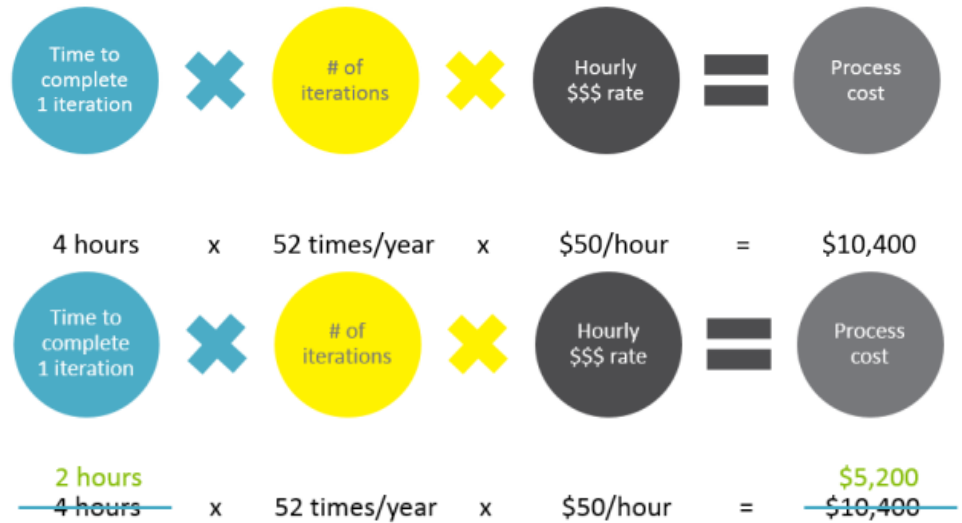 Time to
complete
1 iteration
# of
iterations
Hourly
$$$ rate
Process
cost
4 hours x 52 times/year x $50/hour = $10,400
Time to
complete
1 iteration
# of
iterations
Hourly
$$$ rate
Process
cost
2 hours $5,200
4 hours x 52 times/year x $50/hour = $10,400